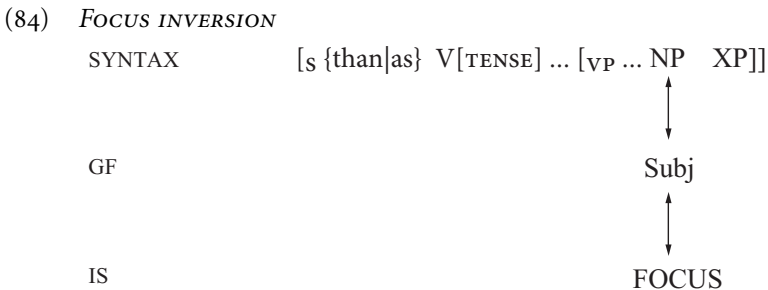 (84) Focus inversion
SYNTAX [S {than|as} V[TENSE] ... [VP ... NP XP]]
GF Subj
IS FOCUS